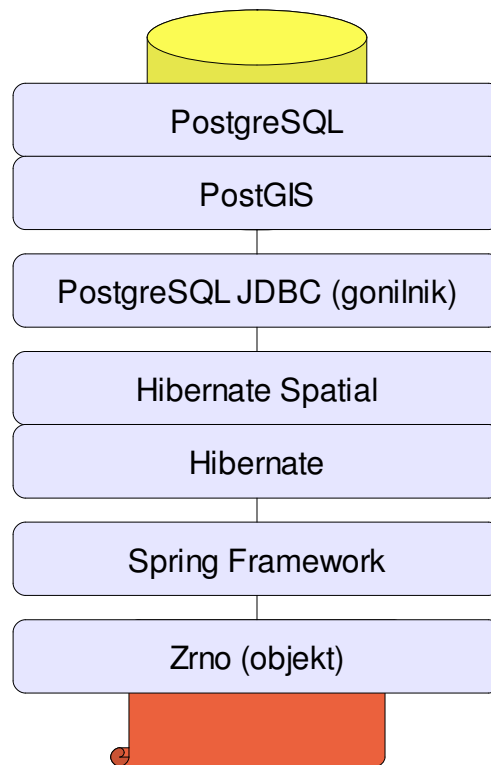 PostgreSQL
PostGIS
PostgreSQL JDBC (gonilnik)
Hibernate Spatial
Hibernate
Spring Framework
Zrno (objekt)